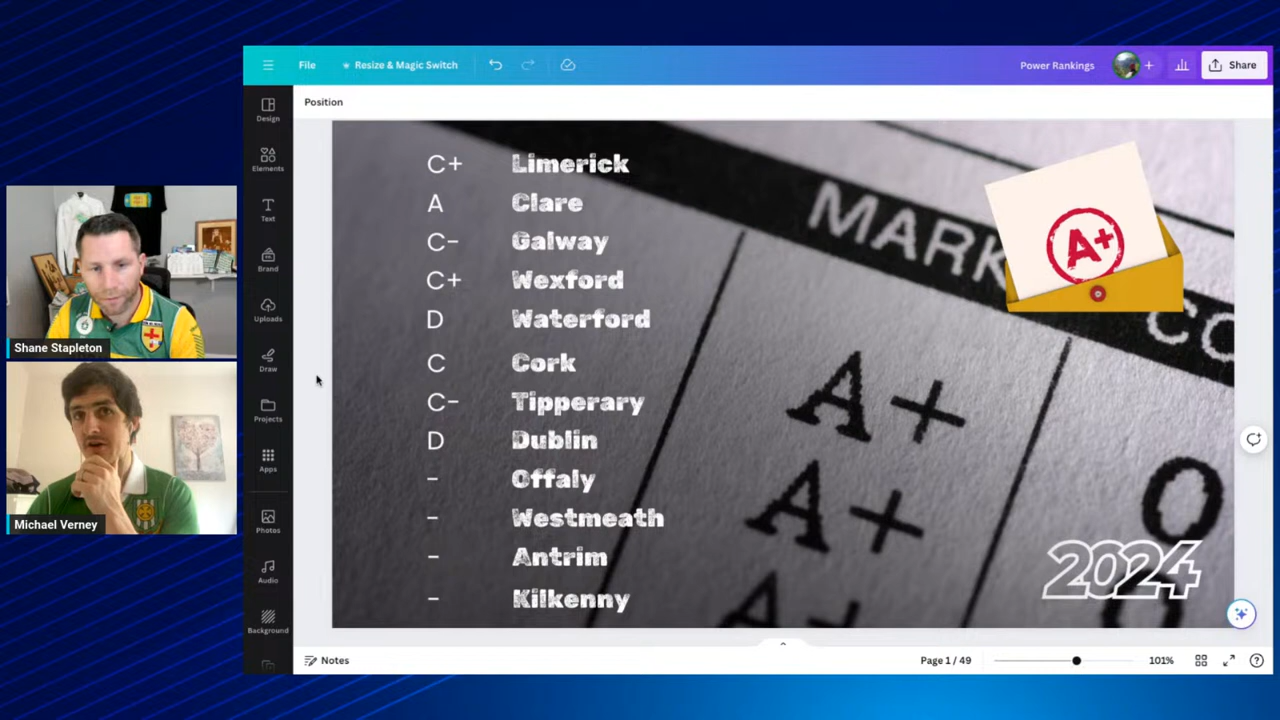 File
Resize & Magic Switch
Power Rankings
Share
Position
Design
Elements
Text
Brand
Uploads
Draw
Projects
Apps
Photos
Audio
Background
C+ Limerick
A Clare
C- Galway
C+ Wexford
D Waterford
C Cork
C- Tipperary
D Dublin
- Offaly
- Westmeath
- Antrim
- Kilkenny
MARK
CO
A+
A+
A+
A+
O
2024
Shane Stapleton
Michael Verney
Notes
Page 1 / 49
101%